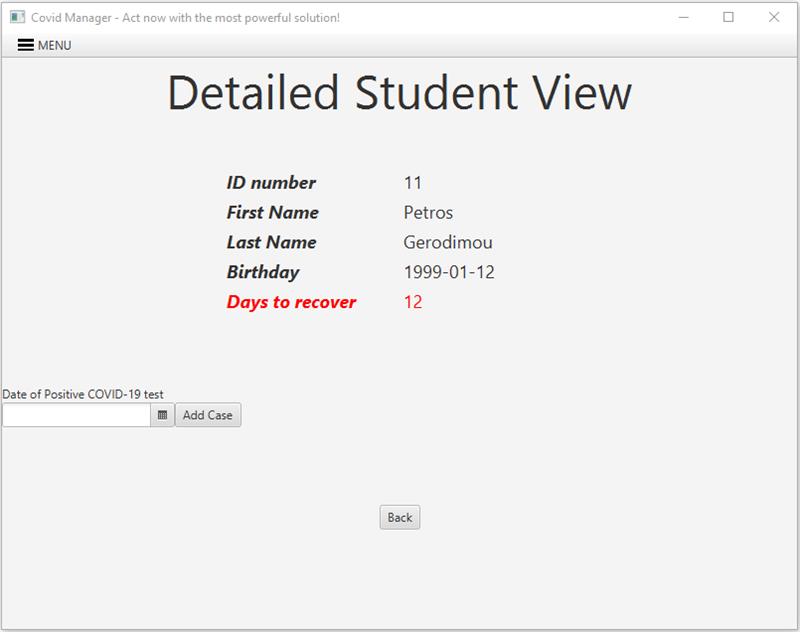 Covid Manager - Act now with the most powerful solution!
MENU
Detailed Student View
ID number 11
First Name Petros
Last Name Gerodimou
Birthday 1999-01-12
Days to recover 12
Date of Positive COVID-19 test
Add Case
Back